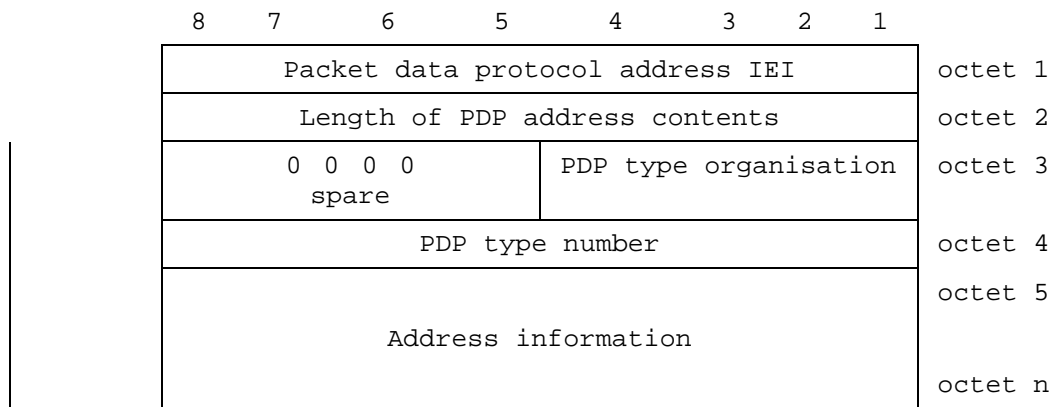 8 7 6 5 4 3 2 1
Packet data protocol address IEI octet 1
Length of PDP address contents octet 2
0 0 0 0 PDP type organisation octet 3
spare
PDP type number octet 4
octet 5
Address information
octet n